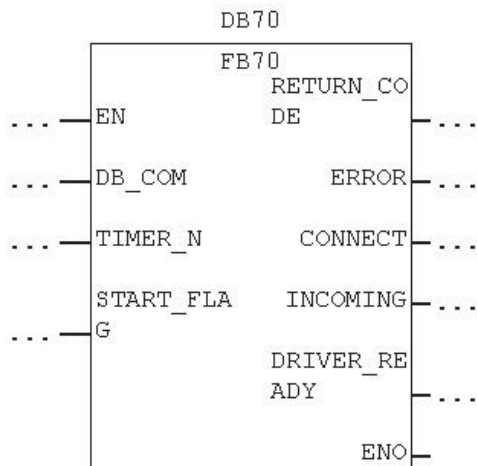 DB70
FB70
RETURN_CO
... EN DE ...
... DB_COM ERROR ...
... TIMER_N CONNECT ...
START_FLA INCOMING ...
... G
DRIVER_RE
ADY ...
ENO